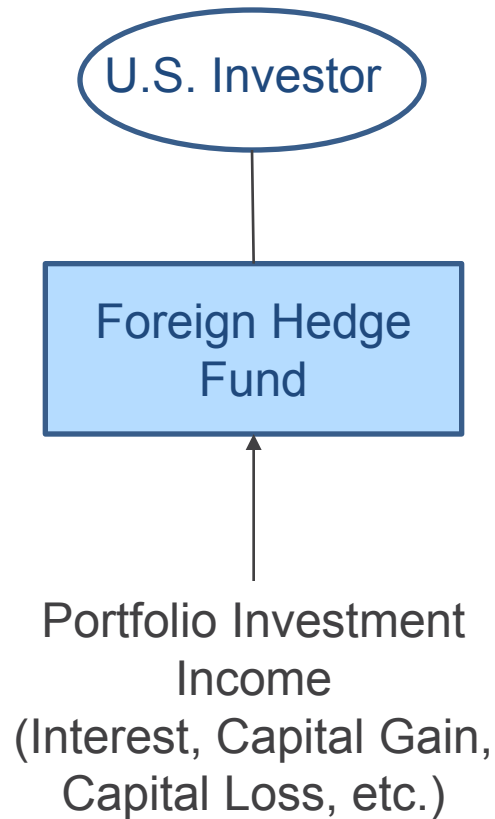 U.S. Investor
Foreign Hedge
Fund
Portfolio Investment
Income
(Interest, Capital Gain,
Capital Loss, etc.)